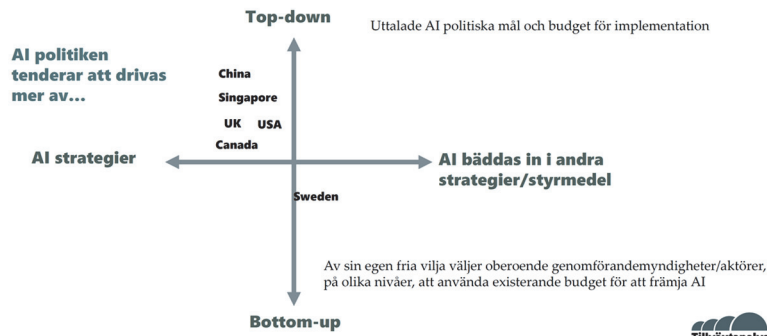 Top-down
Uttalade AI politiska mål och budget för implementation
AI politiken
tenderar att drivas
mer av...
China
Singapore
UK USA
Canada
AI strategier
AI bäddas in i andra
strategier/styrmedel
Sweden
Av sin egen fria vilja väljer oberoende genomförandemyndigheter/aktörer,
på olika nivåer, att använda existerande budget för att främja AI
Bottom-up